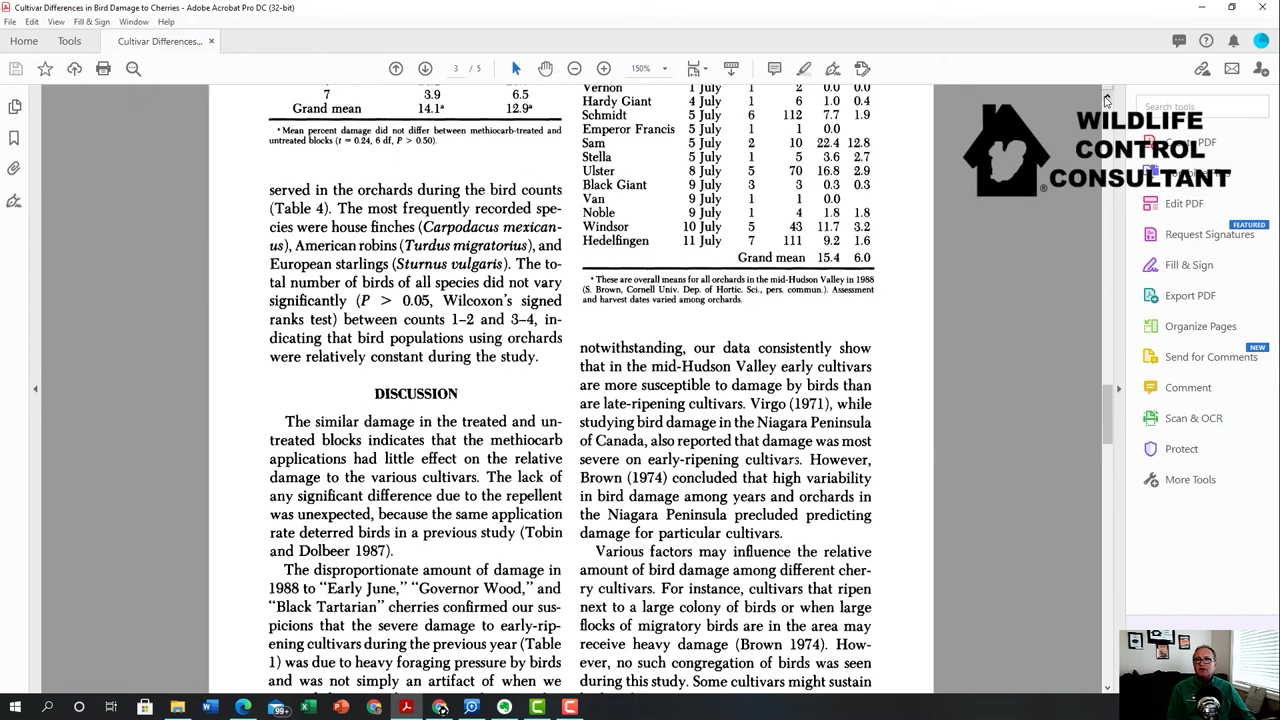 Cultivar Differences in Bird Damage to Cherries - Adobe Acrobat Pro DC (32-bit)
File Edit View Fill & Sign Window Help
Home Tools Cultivar Differences... ×
3 / 5 150%
7 3.9 6.5
Grand mean 14.1ᵃ 12.9ᵃ
ᵃ Mean percent damage did not differ between methiocarb-treated and
untreated blocks (t = 0.24, 6 df, P > 0.50).
served in the orchards during the bird counts
(Table 4). The most frequently recorded spe-
cies were house finches (Carpodacus mexican-
us), American robins (Turdus migratorius), and
European starlings (Sturnus vulgaris). The to-
tal number of birds of all species did not vary
significantly (P > 0.05, Wilcoxon's signed
ranks test) between counts 1–2 and 3–4, in-
dicating that bird populations using orchards
were relatively constant during the study.
DISCUSSION
The similar damage in the treated and un-
treated blocks indicates that the methiocarb
applications had little effect on the relative
damage to the various cultivars. The lack of
any significant difference due to the repellent
was unexpected, because the same application
rate deterred birds in a previous study (Tobin
and Dolbeer 1987).
The disproportionate amount of damage in
1988 to "Early June," "Governor Wood," and
"Black Tartarian" cherries confirmed our sus-
picions that the severe damage to early-rip-
ening cultivars during the previous year (Table
1) was due to heavy foraging pressure by birds
and was not simply an artifact of when we
Vernon 1 July 1 2 0.0 0.0
Hardy Giant 4 July 1 6 1.0 0.4
Schmidt 5 July 6 112 7.7 1.9
Emperor Francis 5 July 1 1 0.0
Sam 5 July 2 10 22.4 12.8
Stella 5 July 1 5 3.6 2.7
Ulster 8 July 5 70 16.8 2.9
Black Giant 9 July 3 3 0.3 0.3
Van 9 July 1 1 0.0
Noble 9 July 1 4 1.8 1.8
Windsor 10 July 5 43 11.7 3.2
Hedelfingen 11 July 7 111 9.2 1.6
Grand mean 15.4 6.0
ᵃ These are overall means for all orchards in the mid-Hudson Valley in 1988
(S. Brown, Cornell Univ. Dep. of Hortic. Sci., pers. commun.). Assessment
and harvest dates varied among orchards.
notwithstanding, our data consistently show
that in the mid-Hudson Valley early cultivars
are more susceptible to damage by birds than
are late-ripening cultivars. Virgo (1971), while
studying bird damage in the Niagara Peninsula
of Canada, also reported that damage was most
severe on early-ripening cultivars. However,
Brown (1974) concluded that high variability
in bird damage among years and orchards in
the Niagara Peninsula precluded predicting
damage for particular cultivars.
Various factors may influence the relative
amount of bird damage among different cher-
ry cultivars. For instance, cultivars that ripen
next to a large colony of birds or when large
flocks of migratory birds are in the area may
receive heavy damage (Brown 1974). How-
ever, no such congregation of birds was seen
during this study. Some cultivars might sustain
WILDLIFE
CONTROL
CONSULTANT
®
Search tools
Create PDF
Edit PDF
FEATURED
Request Signatures
Fill & Sign
Export PDF
Organize Pages
NEW
Send for Comments
Comment
Scan & OCR
Protect
More Tools
99+